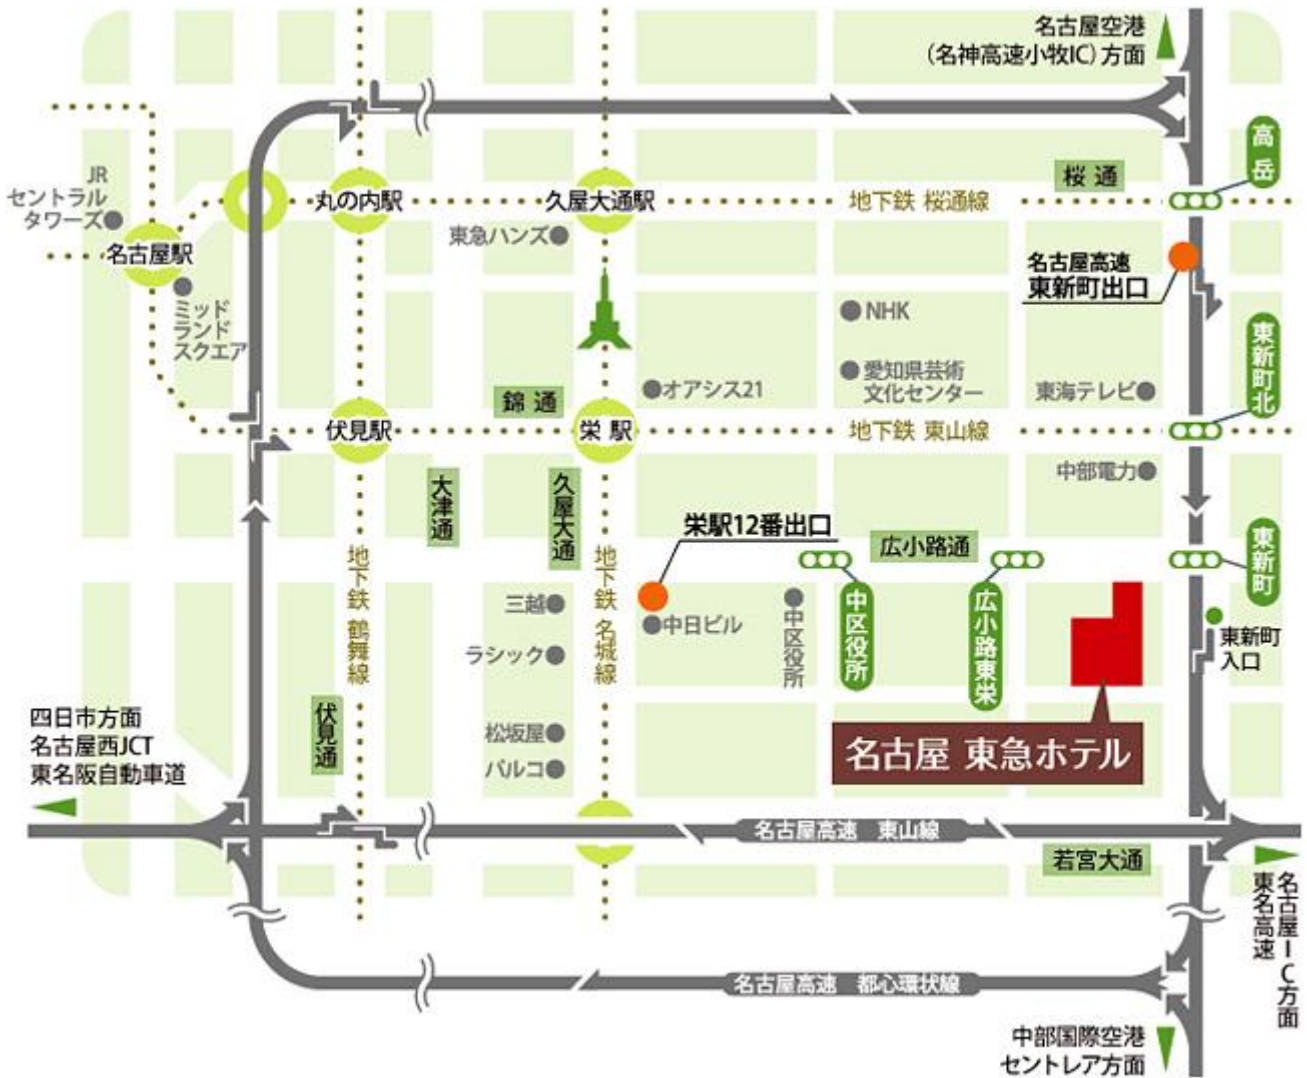 名古屋空港
(名神高速小牧IC)方面
高岳
桜通
JR
セントラル
タワーズ
丸の内駅
久屋大通駅
地下鉄 桜通線
東急ハンズ
名古屋駅
名古屋高速
東新町出口
ミッド
ランド
スクエア
NHK
東新町北
愛知県芸術
文化センター
オアシス21
東海テレビ
錦通
伏見駅
栄駅
地下鉄 東山線
中部電力
大津通
久屋大通
栄駅12番出口
広小路通
東新町
地下鉄 鶴舞線
地下鉄 名城線
三越
中日ビル
中区役所
中区役所
広小路東栄
東新町
入口
ラシック
伏見通
四日市方面
名古屋西JCT
東名阪自動車道
松坂屋
パルコ
名古屋 東急ホテル
名古屋高速 東山線
若宮大通
名古屋IC方面
東名高速
名古屋高速 都心環状線
中部国際空港
セントレア方面